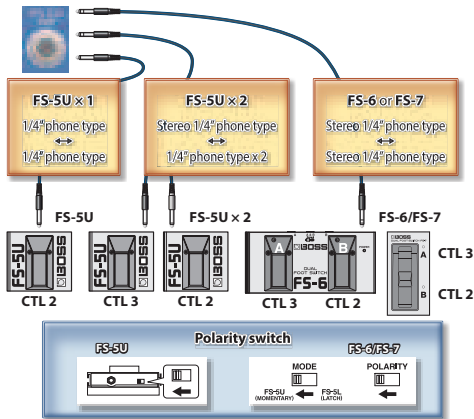 FS-5U × 1
1/4" phone type
1/4" phone type
FS-5U × 2
Stereo 1/4" phone type
1/4" phone type x 2
FS-6 or FS-7
Stereo 1/4" phone type
Stereo 1/4" phone type
FS-5U
FS-5U × 2
FS-6/FS-7
FS-5U
BOSS
FS-5U
BOSS
FS-5U
BOSS
A
B
BOSS
DUAL
FOOT SWITCH
FS-6
BOSS
A
B
CTL 3
CTL 2
CTL 2
CTL 3
CTL 2
CTL 3
CTL 2
Polarity switch
FS-5U
FS-6/FS-7
MODE
POLARITY
FS-5U
(MOMENTARY)
FS-5L
(LATCH)